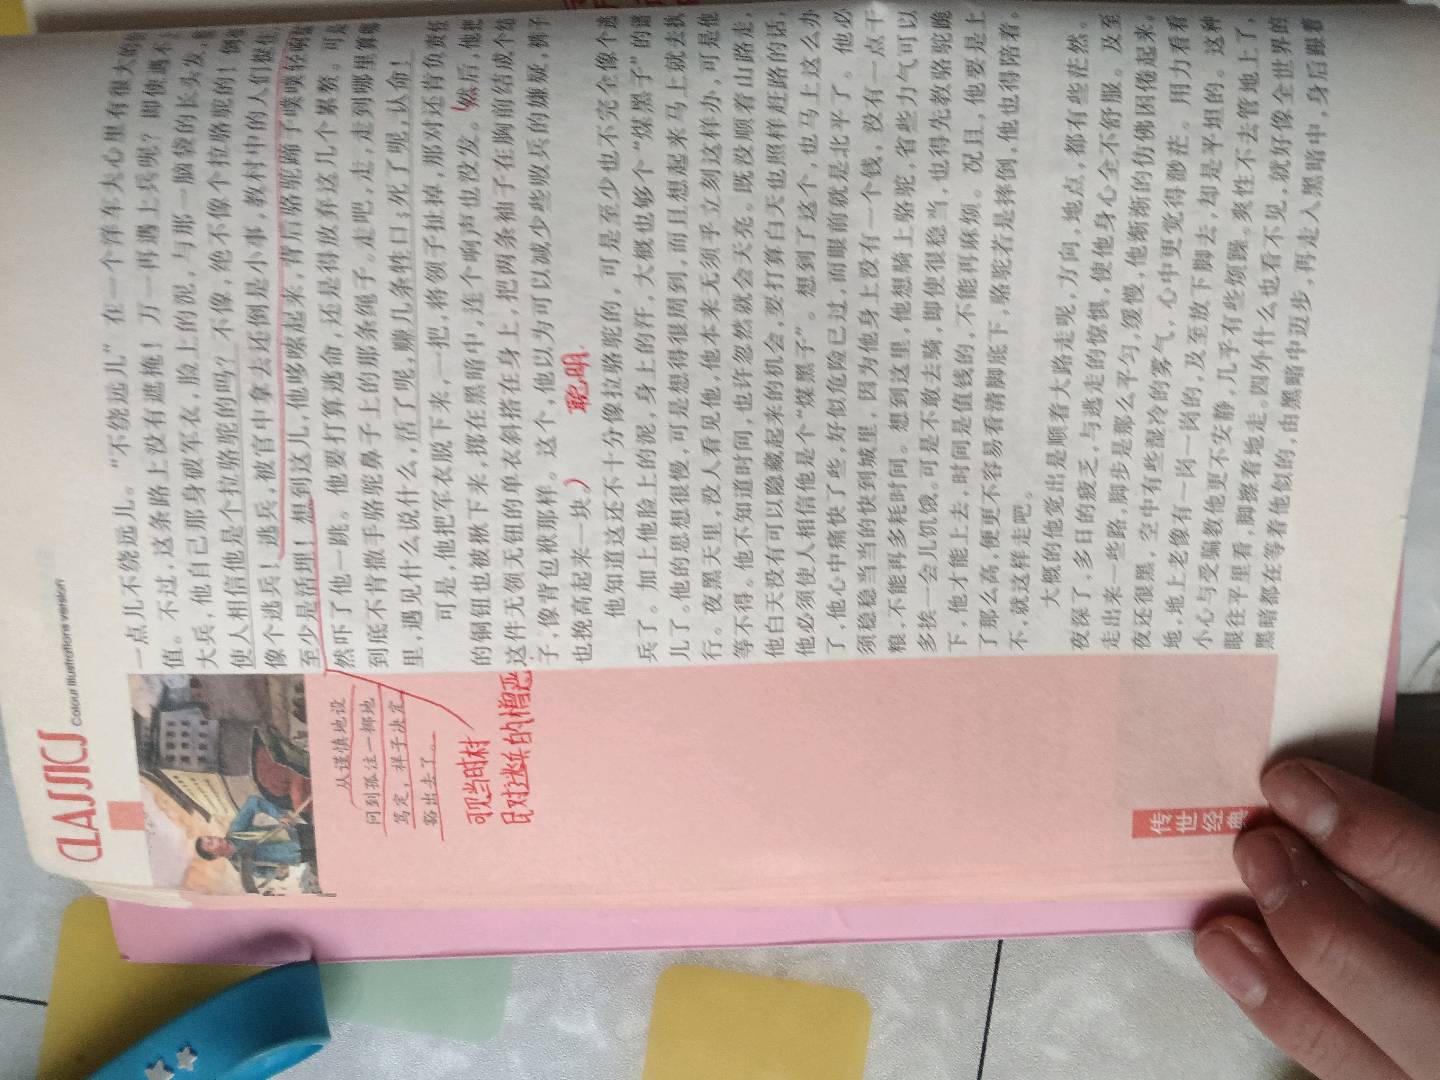 CLASSICS
Colour illustrations version
一点儿不绕远儿。“不绕远儿”在一个洋车夫心里有很大的
值。不过,这条路上没有遮掩!万一再遇上兵呢?即使遇不
大兵,他自己那身破军衣,脸上的泥,与那一脑袋的长头发,
使人相信他是个拉骆驼的吗?不像,绝不像个拉骆驼的!倒
像个逃兵!逃兵,被官中拿去还倒是小事,教村中的人们捉住
至少是活埋!想到这儿,他哆嗦起来,背后骆驼蹄子噗噗轻响
然吓了他一跳。他要打算逃命,还是得放弃这几个累赘。可
到底不肯撒手骆驼鼻子上的那条绳子。走吧,走,走到哪里算哪
里,遇见什么说什么,活了呢,赚几条牲口;死了呢,认命!
可是,他把军衣脱下来,一把,将领子扯掉,那对还肯负责任
的铜钮也被揪下来,掷在黑暗中,连个响声也没发。然后,他把
这件无领无钮的单衣斜搭在身上,把两条袖子在胸前结成个结
子,像背包袱那样。这个,他以为可以减少些败兵的嫌疑,裤子
也挽高起来一块。
他知道这还不十分像拉骆驼的,可是至少也不完全像个逃
兵了。加上他脸上的泥,身上的汗,大概也够个“煤黑子”的谱
儿了。他的思想很慢,可是想得很周到,而且想起来马上就去执
行。夜黑天里,没人看见他,他本来无须乎立刻这样办,可是他
等不得。他不知道时间,也许忽然就会天亮。既没顺着山路走,
他白天没有可以隐藏起来的机会,要打算白天也照样赶路的话,
他必须使人相信他是个“煤黑子”。想到了这个,也马上这么办
了,他心中痛快了些,好似危险已过,而眼前就是北平了。他必
须稳稳当当的快到城里,因为他身上没有一个钱,没有一点干
粮,不能再多耗时间。想到这里,他想骑上骆驼,省些力气可以
多挨一会儿饥饿。可是不敢去骑,即使很稳当,也得先教骆驼跪
下,他才能上去,时间是值钱的,不能再麻烦。况且,他要是上
了那么高,便更不容易看清脚底下,骆驼若是摔倒,他也得陪着。
不,就这样走吧。
大概的他觉出是顺着大路走呢,方向,地点,都有些茫然。
夜深了,多日的疲乏,与逃走的惊惧,使他身心全不舒服。及至
走出来一些路,脚步是那么平匀,缓慢,他渐渐的仿佛困倦起来。
夜还很黑,空中有些湿冷的雾气,心中更觉得渺茫。用力看看
地,地上老像有一岗一岗的,及至放下脚去,却是平坦的。这种
小心与受骗教他更不安静,几乎有些烦躁。爽性不去管地上了,
眼往平里看,脚擦着地走。四外什么也看不见,就好像全世界的
黑暗都在等着他似的,由黑暗中迈步,再走入黑暗中,身后跟着
从谨慎地设
问到孤注一掷地
笃定,祥子决定
豁出去了。
可见当时村
民对逃兵的憎恶
聪明
传世经典